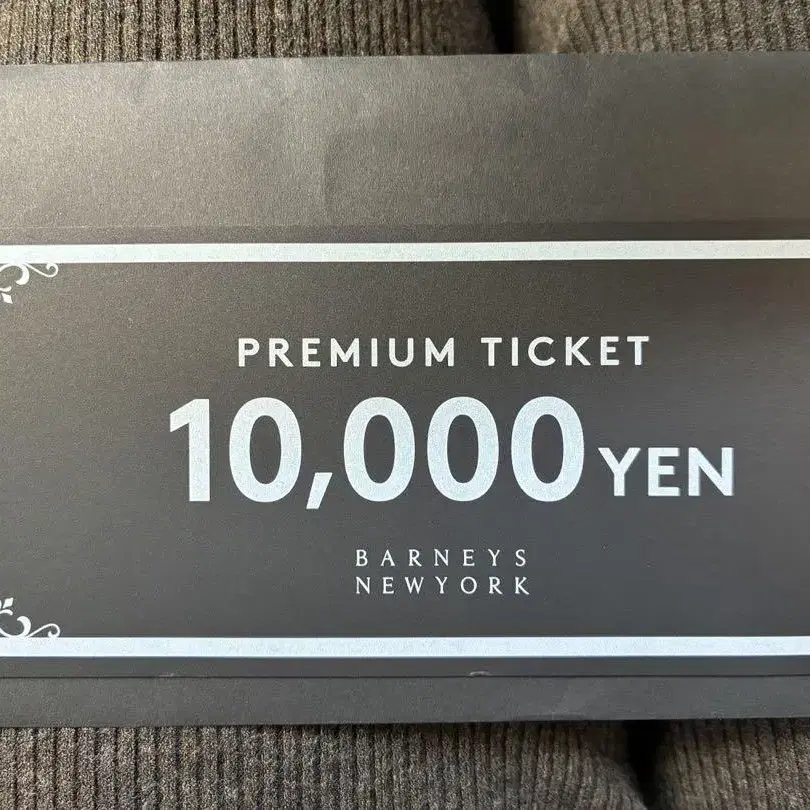 PREMIUM TICKET
10,000 YEN
BARNEYS
NEWYORK